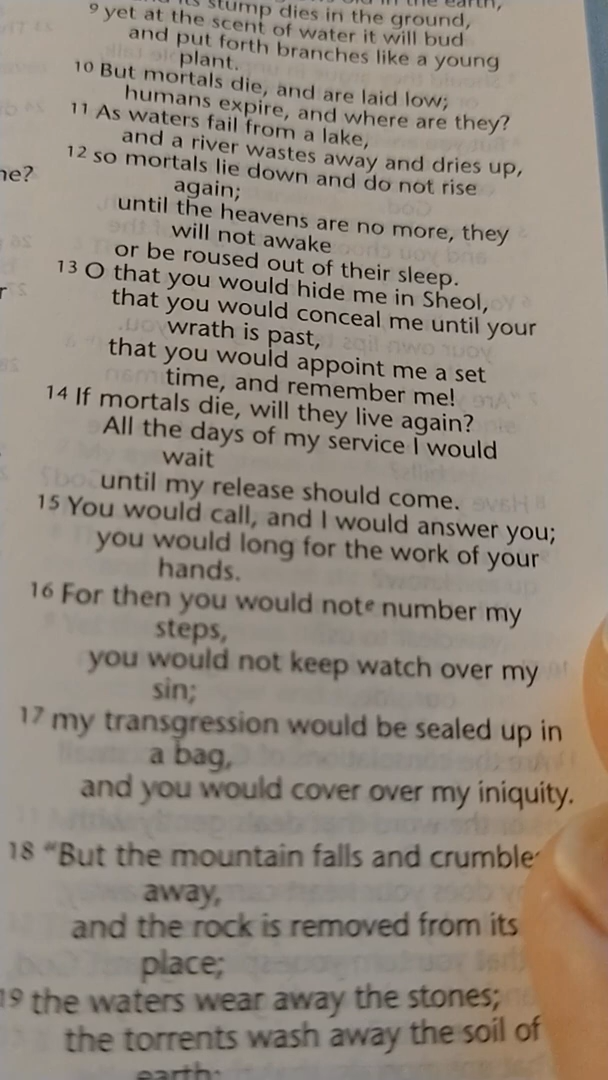 stump dies in the ground,
9 yet at the scent of water it will bud
and put forth branches like a young
plant.
10 But mortals die, and are laid low;
humans expire, and where are they?
11 As waters fail from a lake,
and a river wastes away and dries up,
12 so mortals lie down and do not rise
again;
until the heavens are no more, they
will not awake
or be roused out of their sleep.
13 O that you would hide me in Sheol,
that you would conceal me until your
wrath is past,
that you would appoint me a set
time, and remember me!
14 If mortals die, will they live again?
All the days of my service I would
wait
until my release should come.
15 You would call, and I would answer you;
you would long for the work of your
hands.
16 For then you would not e number my
steps,
you would not keep watch over my
sin;
17 my transgression would be sealed up in
a bag,
and you would cover over my iniquity.
18 “But the mountain falls and crumble
away,
and the rock is removed from its
place;
19 the waters wear away the stones;
the torrents wash away the soil of
earth;